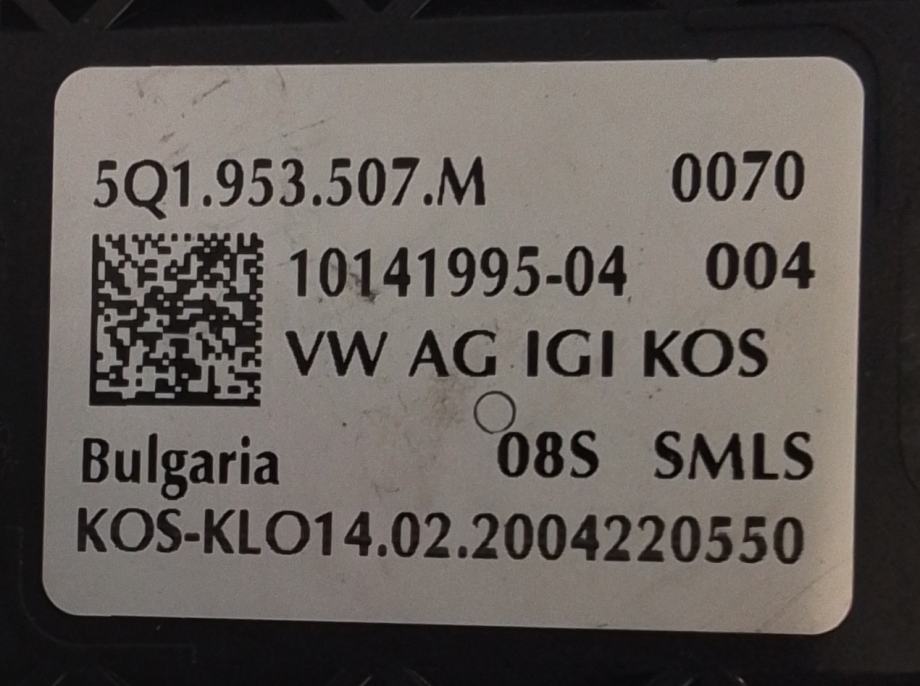 5Q1.953.507.M 0070
10141995-04 004
VW AG IGI KOS
08S SMLS
Bulgaria
KOS-KLO14.02.2004220550